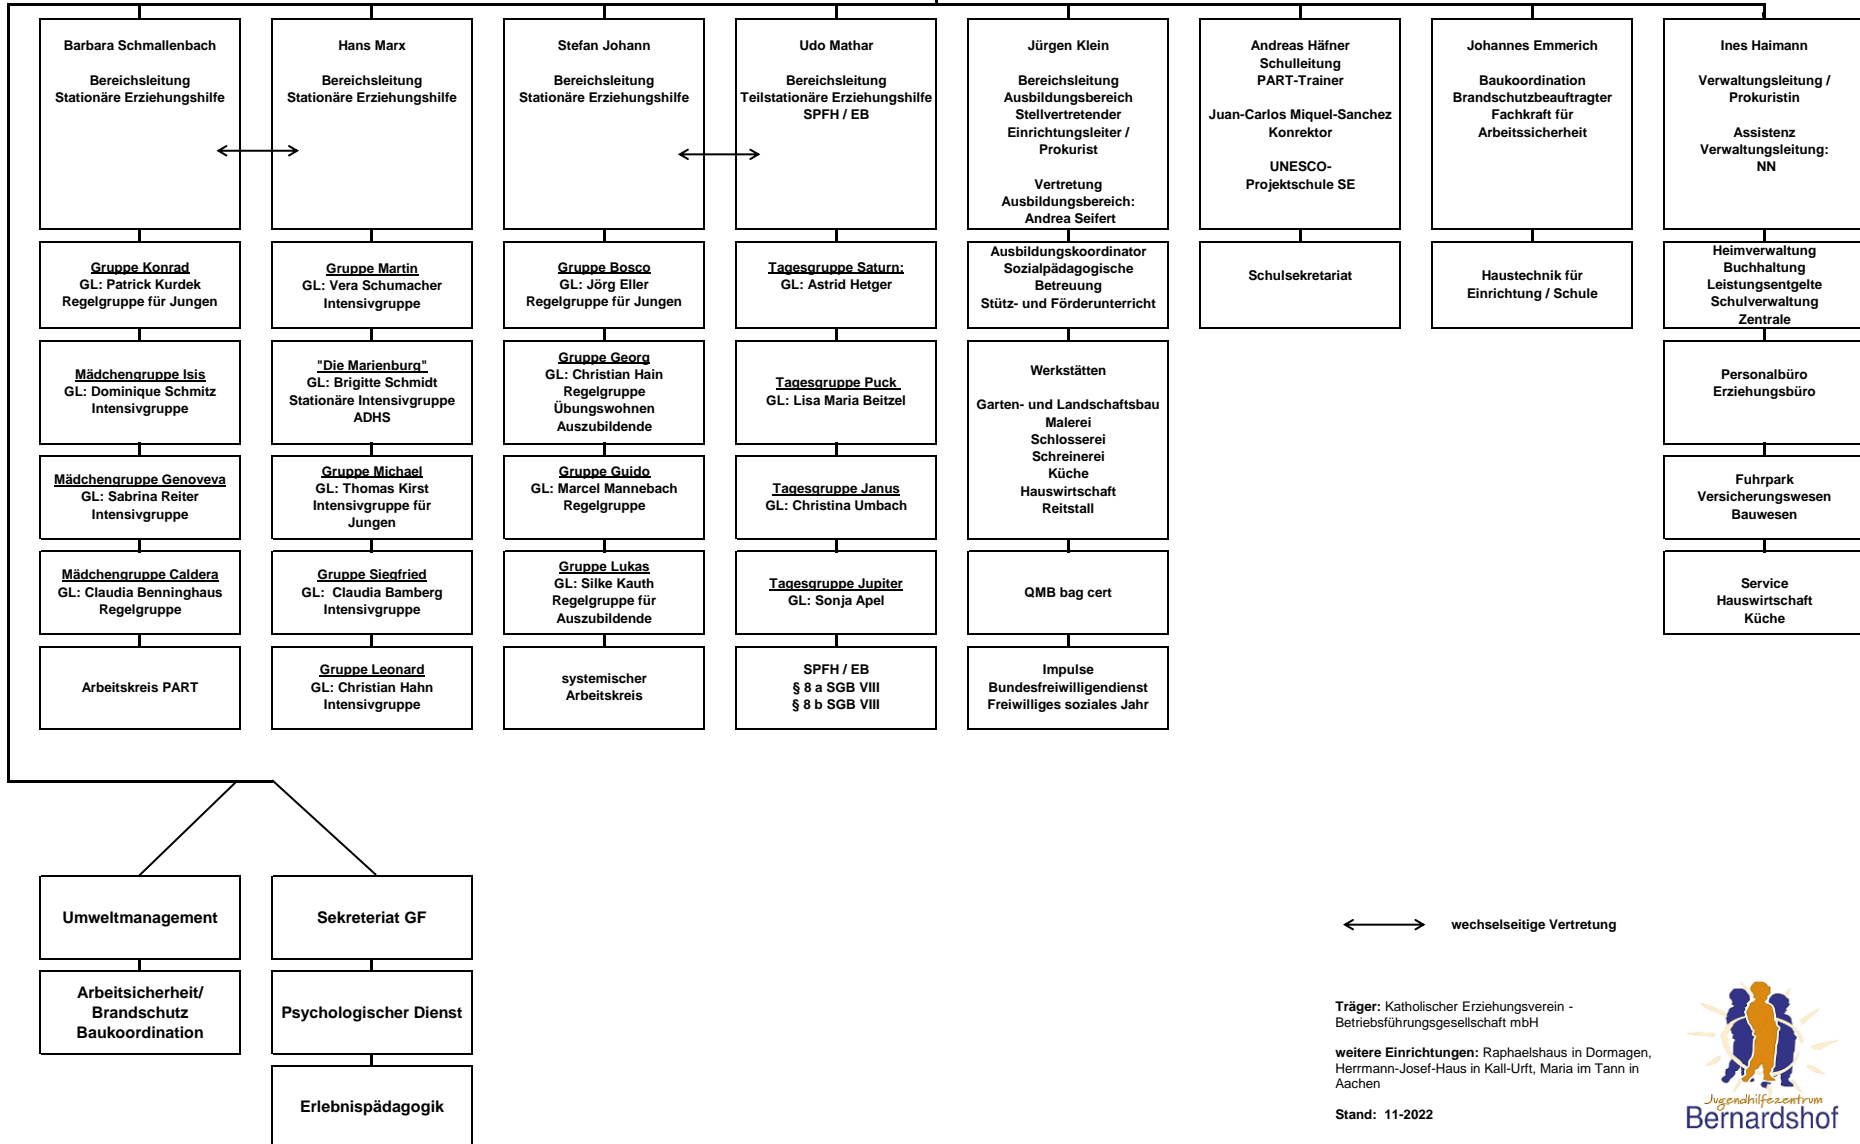 Barbara Schmallenbach
Bereichsleitung
Stationäre Erziehungshilfe
Hans Marx
Bereichsleitung
Stationäre Erziehungshilfe
Stefan Johann
Bereichsleitung
Stationäre Erziehungshilfe
Udo Mathar
Bereichsleitung
Teilstationäre Erziehungshilfe
SPFH / EB
Jürgen Klein
Bereichsleitung
Ausbildungsbereich
Stellvertretender
Einrichtungsleiter /
Prokurist
Vertretung
Ausbildungsbereich:
Andrea Seifert
Andreas Häfner
Schulleitung
PART-Trainer
Juan-Carlos Miquel-Sanchez
Konrektor
UNESCO-
Projektschule SE
Johannes Emmerich
Baukoordination
Brandschutzbeauftragter
Fachkraft für
Arbeitssicherheit
Ines Haimann
Verwaltungsleitung /
Prokuristin
Assistenz
Verwaltungsleitung:
NN
Gruppe Konrad
GL: Patrick Kurdek
Regelgruppe für Jungen
Gruppe Martin
GL: Vera Schumacher
Intensivgruppe
Gruppe Bosco
GL: Jörg Eller
Regelgruppe für Jungen
Tagesgruppe Saturn:
GL: Astrid Hetger
Ausbildungskoordinator
Sozialpädagogische
Betreuung
Stütz- und Förderunterricht
Schulsekretariat
Haustechnik für
Einrichtung / Schule
Heimverwaltung
Buchhaltung
Leistungsentgelte
Schulverwaltung
Zentrale
Mädchengruppe Isis
GL: Dominique Schmitz
Intensivgruppe
"Die Marienburg"
GL: Brigitte Schmidt
Stationäre Intensivgruppe
ADHS
Gruppe Georg
GL: Christian Hain
Regelgruppe
Übungswohnen
Auszubildende
Tagesgruppe Puck
GL: Lisa Maria Beitzel
Werkstätten
Garten- und Landschaftsbau
Malerei
Schlosserei
Schreinerei
Küche
Hauswirtschaft
Reitstall
Personalbüro
Erziehungsbüro
Mädchengruppe Genoveva
GL: Sabrina Reiter
Intensivgruppe
Gruppe Michael
GL: Thomas Kirst
Intensivgruppe für
Jungen
Gruppe Guido
GL: Marcel Mannebach
Regelgruppe
Tagesgruppe Janus
GL: Christina Umbach
Fuhrpark
Versicherungswesen
Bauwesen
Mädchengruppe Caldera
GL: Claudia Benninghaus
Regelgruppe
Gruppe Siegfried
GL: Claudia Bamberg
Intensivgruppe
Gruppe Lukas
GL: Silke Kauth
Regelgruppe für
Auszubildende
Tagesgruppe Jupiter
GL: Sonja Apel
QMB bag cert
Service
Hauswirtschaft
Küche
Arbeitskreis PART
Gruppe Leonard
GL: Christian Hahn
Intensivgruppe
systemischer
Arbeitskreis
SPFH / EB
§ 8 a SGB VIII
§ 8 b SGB VIII
Impulse
Bundesfreiwilligendienst
Freiwilliges soziales Jahr
Umweltmanagement
Sekreteriat GF
Arbeitsicherheit/
Brandschutz
Baukoordination
Psychologischer Dienst
Erlebnispädagogik
wechselseitige Vertretung
Träger: Katholischer Erziehungsverein -
Betriebsführungsgesellschaft mbH
weitere Einrichtungen: Raphaelshaus in Dormagen,
Herrmann-Josef-Haus in Kall-Urft, Maria im Tann in
Aachen
Stand: 11-2022
Jugendhilfezentrum
Bernardshof